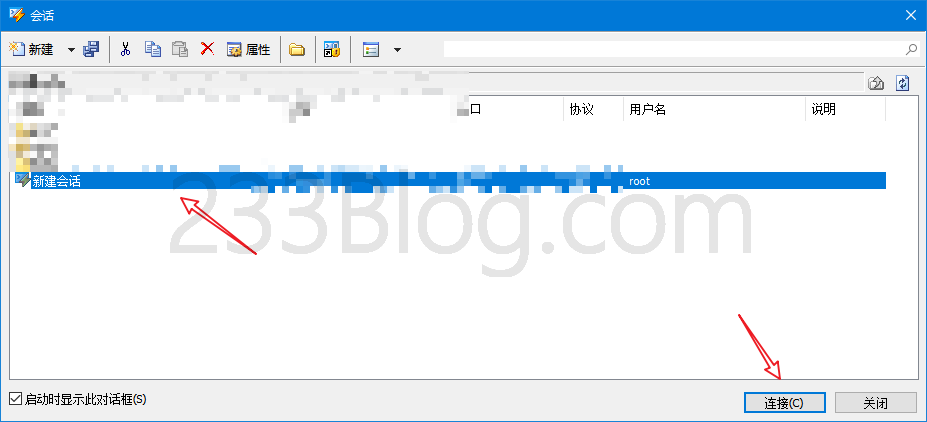 会话
新建 属性
口 协议 用户名 说明
新建会话 root
233Blog.com
启动时显示此对话框(S)
连接(C) 关闭